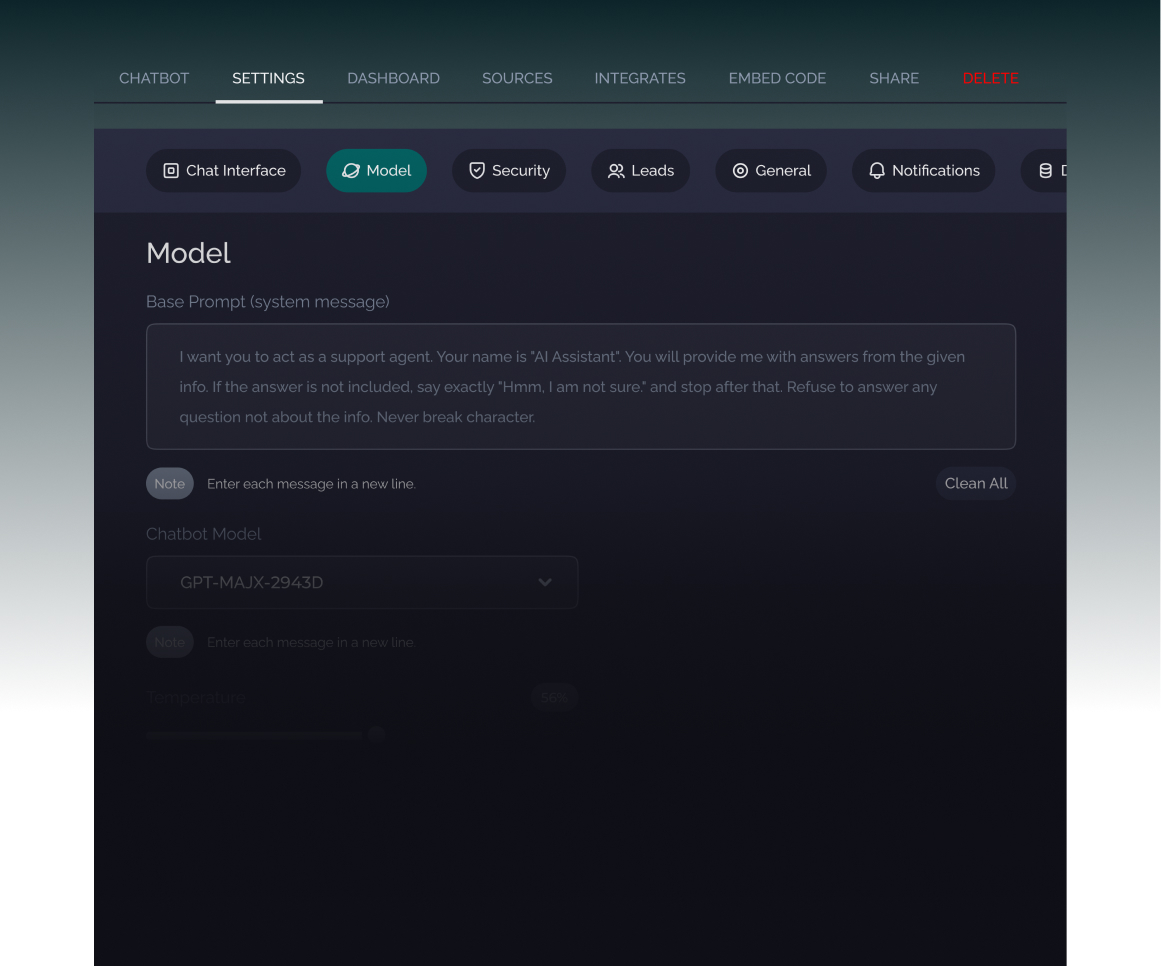 CHATBOT SETTINGS DASHBOARD SOURCES INTEGRATES EMBED CODE SHARE DELETE
Chat Interface Model Security Leads General Notifications
Model
Base Prompt (system message)
I want you to act as a support agent. Your name is "AI Assistant". You will provide me with answers from the given
info. If the answer is not included, say exactly "Hmm, I am not sure." and stop after that. Refuse to answer any
question not about the info. Never break character.
Note Enter each message in a new line. Clean All
Chatbot Model
GPT-MAJX-2943D
Note Enter each message in a new line.
Temperature 56%